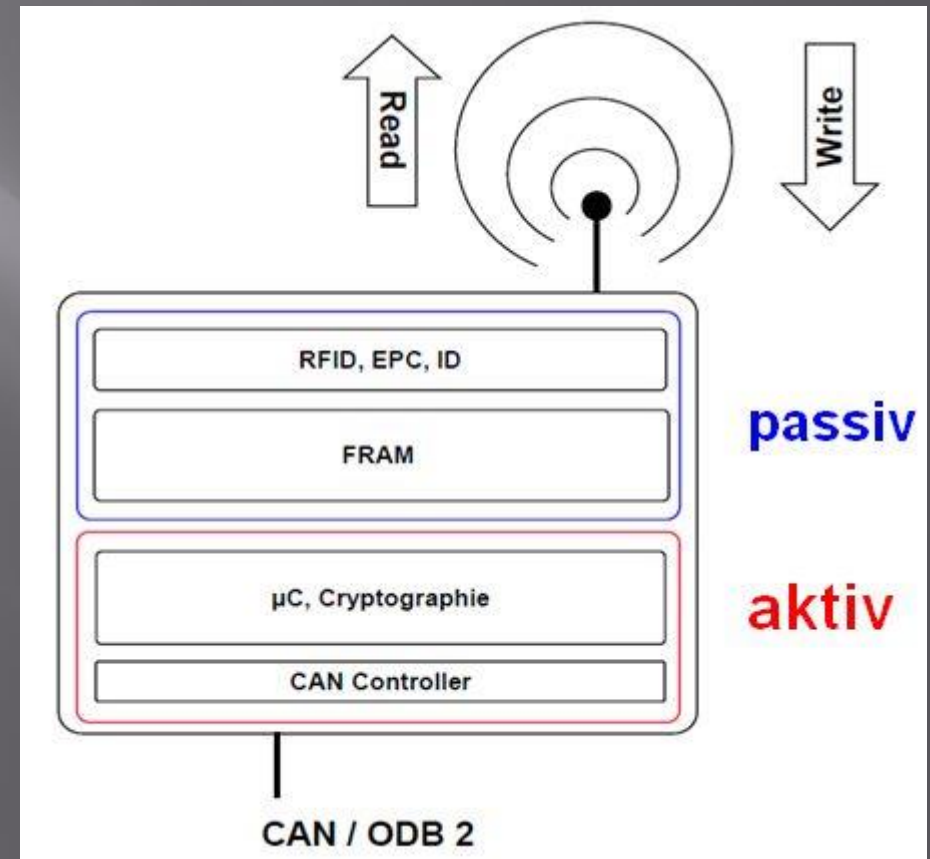 Read
Write
RFID, EPC, ID
FRAM
passiv
µC, Cryptographie
aktiv
CAN Controller
CAN / ODB 2